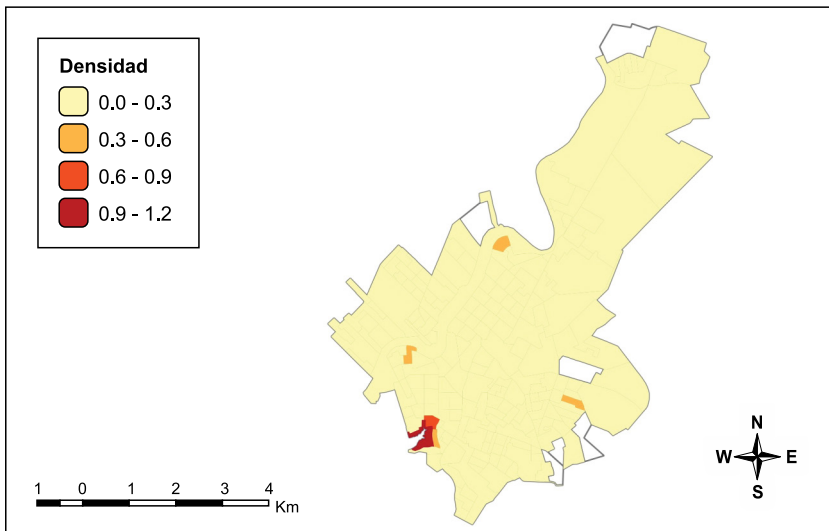 Densidad
0.0 - 0.3
0.3 - 0.6
0.6 - 0.9
0.9 - 1.2
N
W E
S
1 0 1 2 3 4
Km